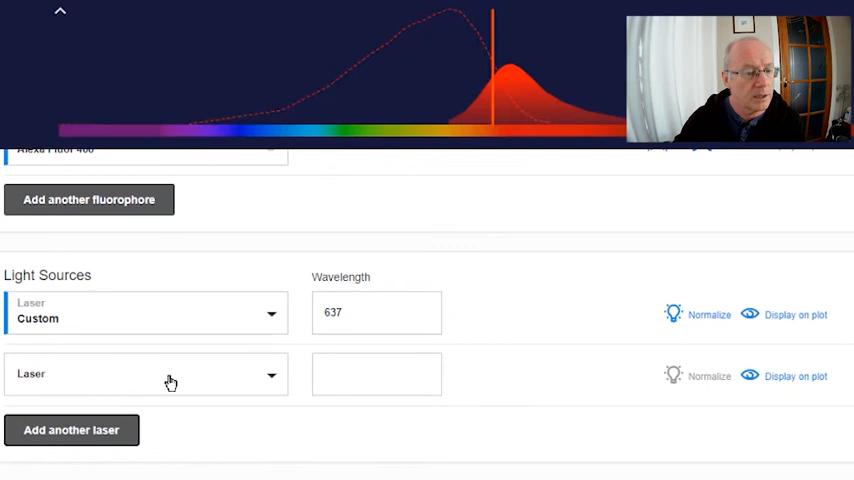 Alexa Fluor 488
Add another fluorophore
Light Sources
Wavelength
Laser
Custom
637
Normalize
Display on plot
Laser
Normalize
Display on plot
Add another laser